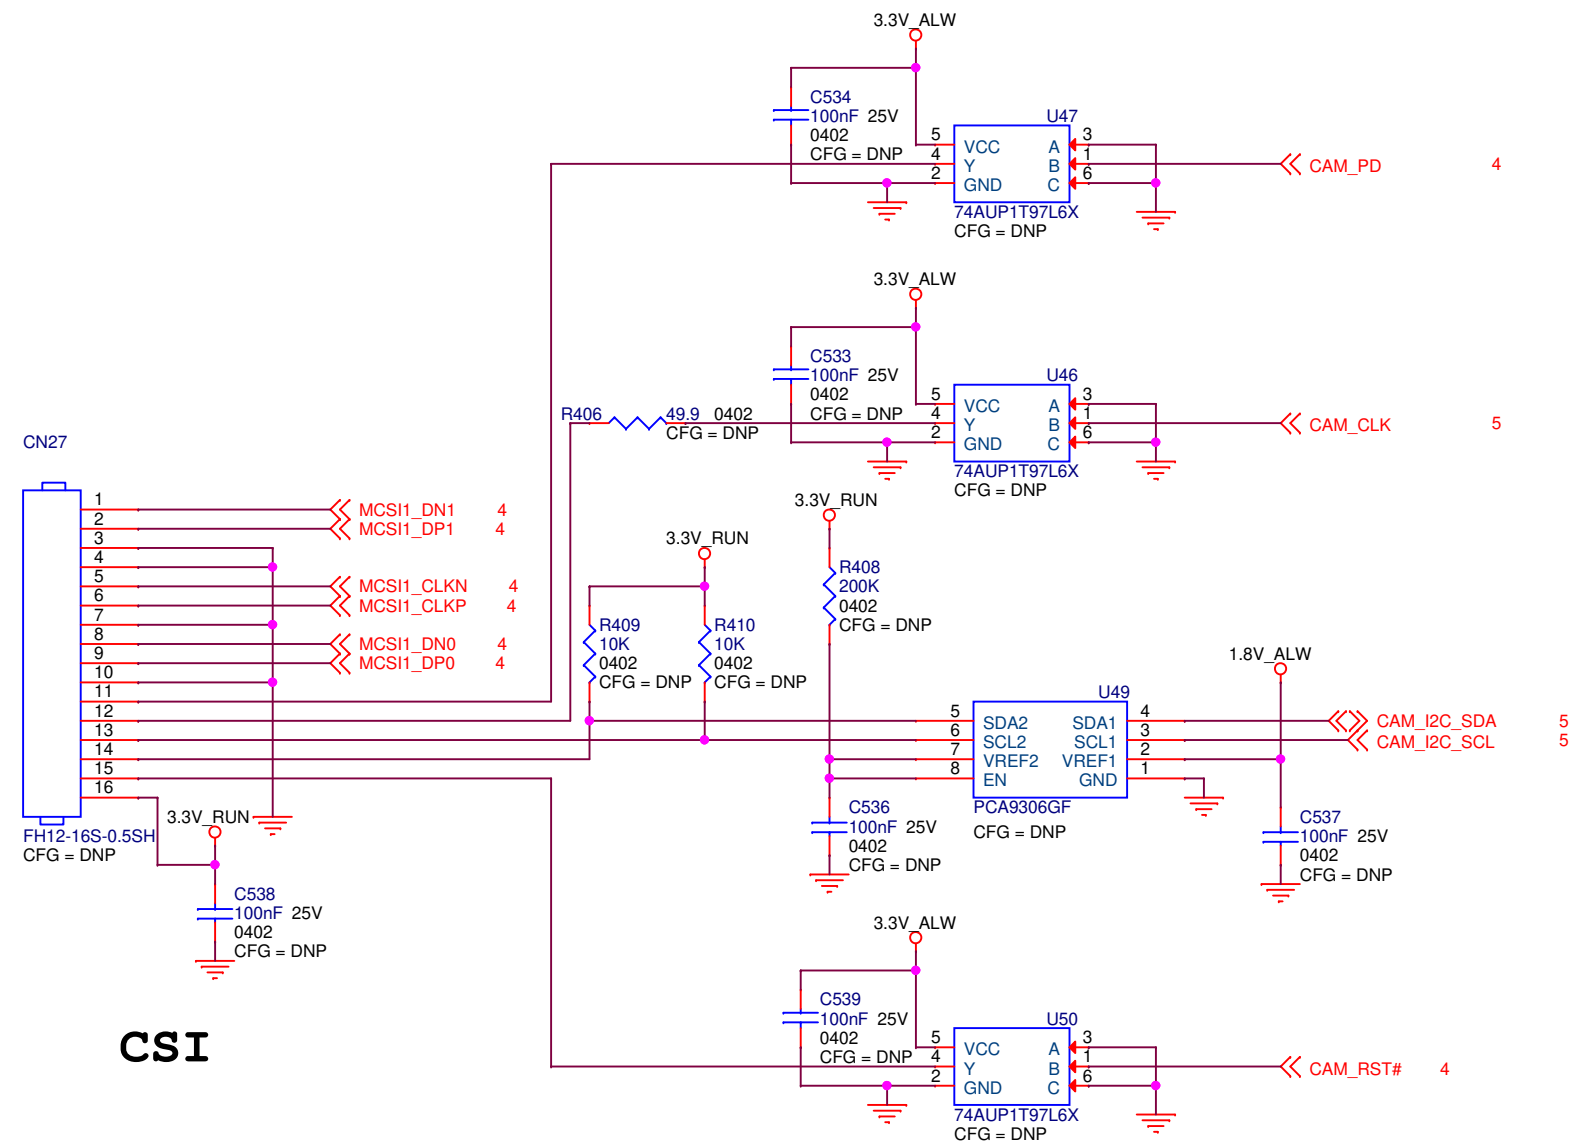 3.3V_ALW
C534
100nF 25V
0402
CFG = DNP
U47
5 VCC A 3
4 Y B 1
2 GND C 6
74AUP1T97L6X
CFG = DNP
CAM_PD 4
3.3V_ALW
C533
100nF 25V
0402
CFG = DNP
U46
5 VCC A 3
4 Y B 1
2 GND C 6
74AUP1T97L6X
CFG = DNP
CAM_CLK 5
R406 49.9 0402
CFG = DNP
CN27
1 MCSI1_DN1 4
2 MCSI1_DP1 4
3
4
5 MCSI1_CLKN 4
6 MCSI1_CLKP 4
7
8 MCSI1_DN0 4
9 MCSI1_DP0 4
10
11
12
13
14
15
16
FH12-16S-0.5SH
CFG = DNP
3.3V_RUN
C538
100nF 25V
0402
CFG = DNP
3.3V_RUN
R409
10K
0402
CFG = DNP
R410
10K
0402
CFG = DNP
3.3V_RUN
R408
200K
0402
CFG = DNP
C536
100nF 25V
0402
CFG = DNP
U49
5 SDA2 SDA1 4
6 SCL2 SCL1 3
7 VREF2 VREF1 2
8 EN GND 1
PCA9306GF
CFG = DNP
1.8V_ALW
CAM_I2C_SDA 5
CAM_I2C_SCL 5
C537
100nF 25V
0402
CFG = DNP
3.3V_ALW
C539
100nF 25V
0402
CFG = DNP
U50
5 VCC A 3
4 Y B 1
2 GND C 6
74AUP1T97L6X
CFG = DNP
CAM_RST# 4
CSI